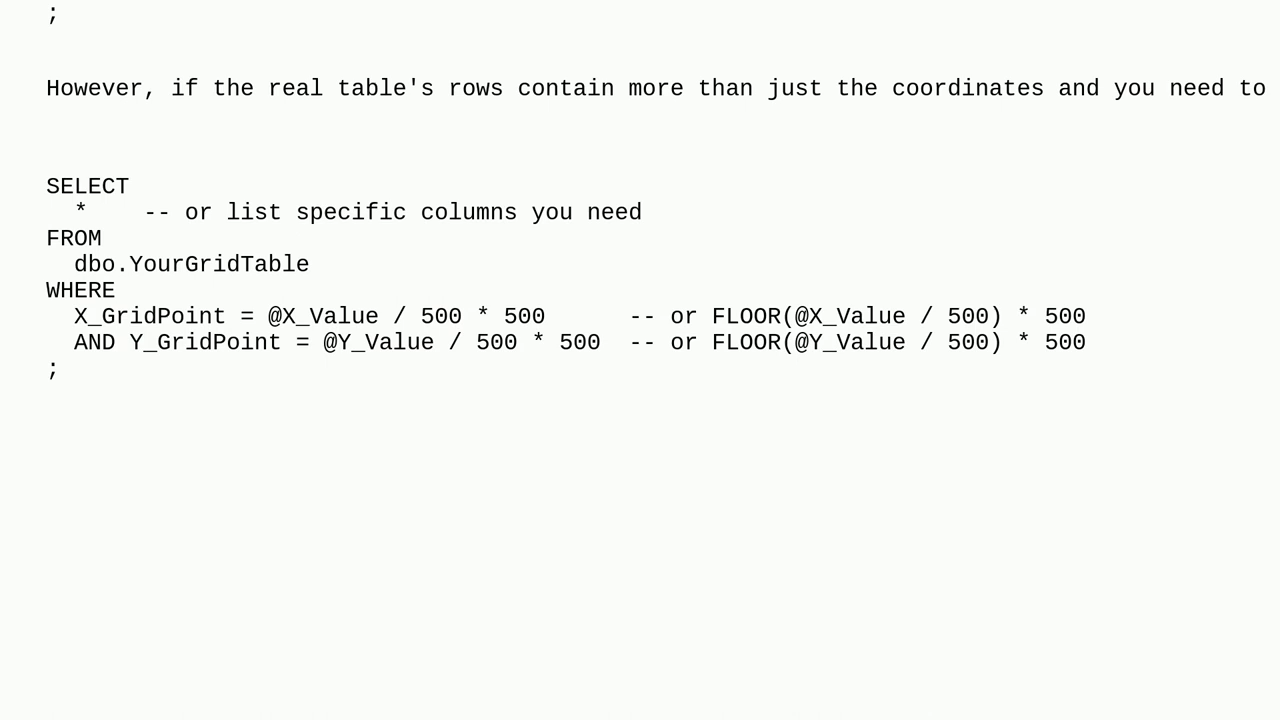 ;
However, if the real table's rows contain more than just the coordinates and you need to
SELECT
  *    -- or list specific columns you need
FROM
  dbo.YourGridTable
WHERE
  X_GridPoint = @X_Value / 500 * 500      -- or FLOOR(@X_Value / 500) * 500
  AND Y_GridPoint = @Y_Value / 500 * 500  -- or FLOOR(@Y_Value / 500) * 500
;